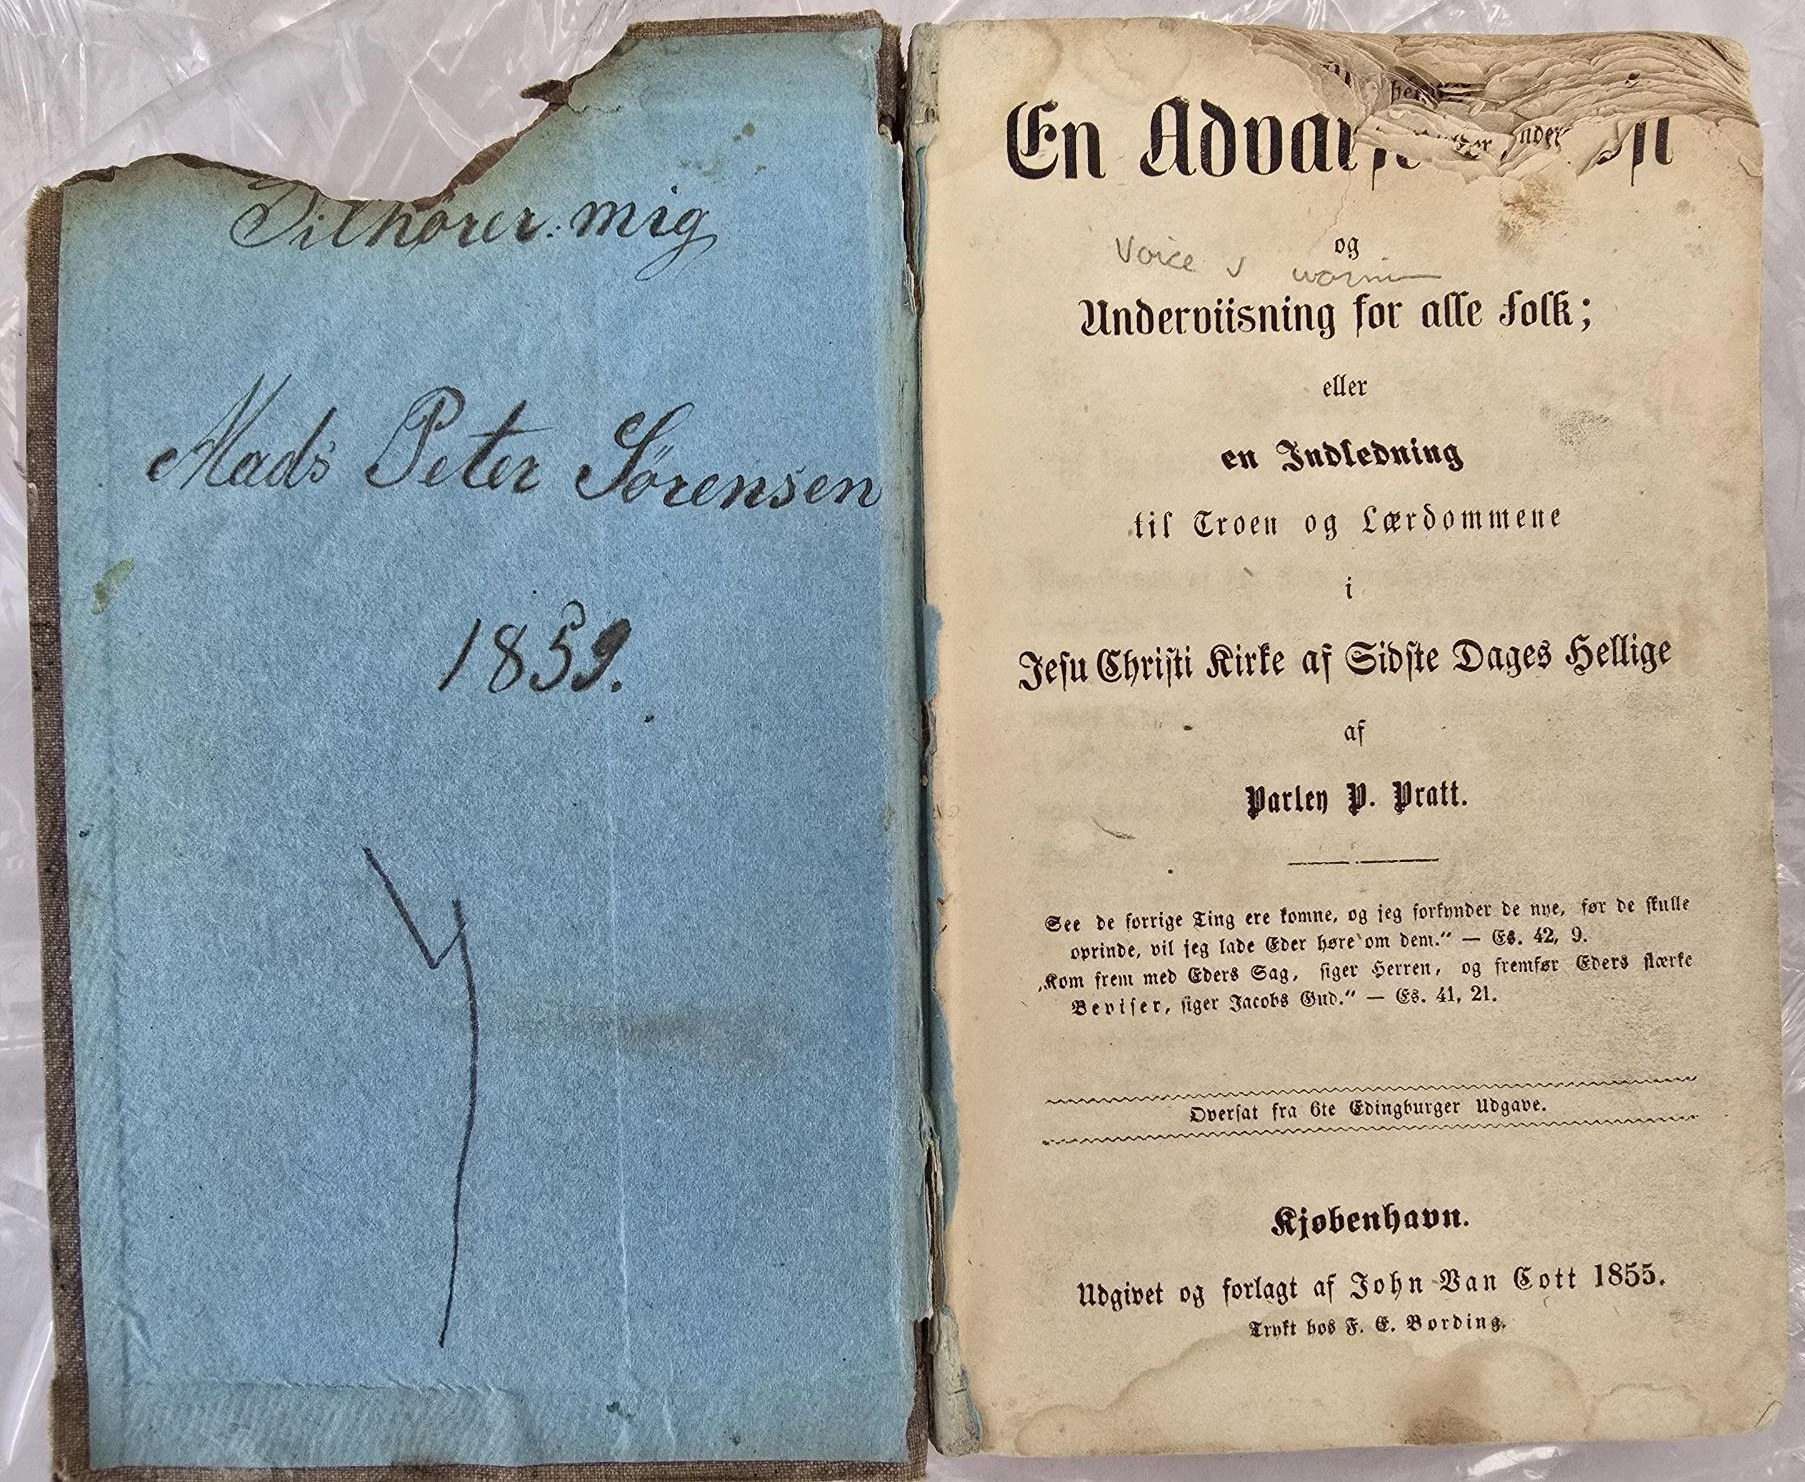 Tilhører mig
Mads Peter Sørensen
1859.
En
og
Voice
Underviisning for alle Folk;
eller
en Indledning
til Troen og Lærdommene
i
Jesu Christi Kirke af Sidste Dages Hellige
af
Parley P. Pratt.
See de forrige Ting ere komne, og jeg forkynder de nye, før de skulle
oprinde, vil jeg lade Eder høre om dem.“ — Es. 42, 9.
„Kom frem med Eders Sag, siger Herren, og fremfør Eders stærke
Beviser, siger Jacobs Gud.“ — Es. 41, 21.
Oversat fra 6te Edingburger Udgave.
Kjøbenhavn.
Udgivet og forlagt af John Van Cott 1855.
Trykt hos F. E. Bording.